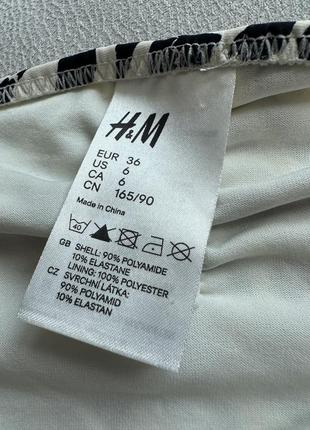 H&M
EUR 36
US 6
CA 6
CN 165/90
Made in China
40
GB SHELL: 90% POLYAMIDE
10% ELASTANE
LINING: 100% POLYESTER
CZ SVRCHNÍ LÁTKA:
90% POLYAMID
10% ELASTAN